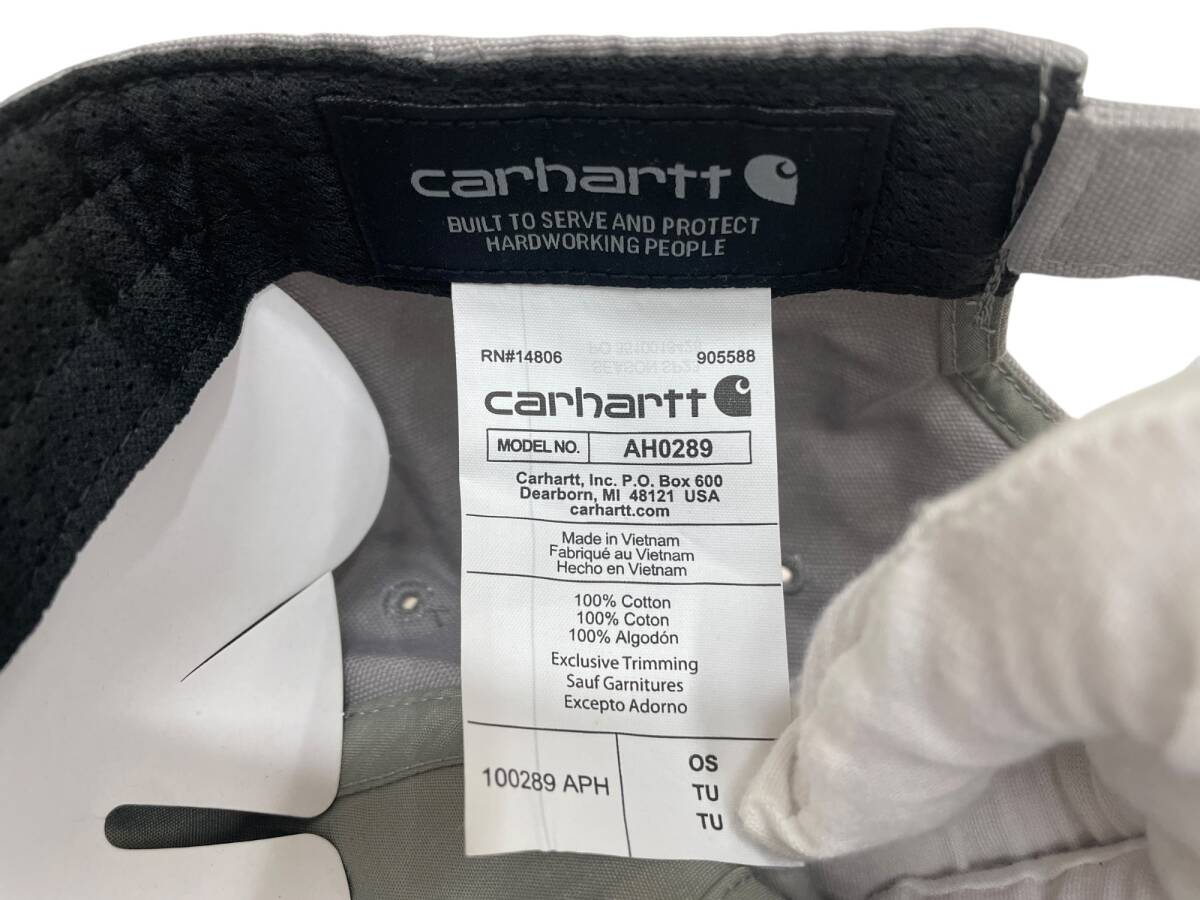 carhartt
BUILT TO SERVE AND PROTECT
HARDWORKING PEOPLE
RN#14806 905588
carhartt
MODEL NO. AH0289
Carhartt, Inc. P.O. Box 600
Dearborn, MI 48121 USA
carhartt.com
Made in Vietnam
Fabriqué au Vietnam
Hecho en Vietnam
100% Cotton
100% Coton
100% Algodón
Exclusive Trimming
Sauf Garnitures
Excepto Adorno
100289 APH
OS
TU
TU